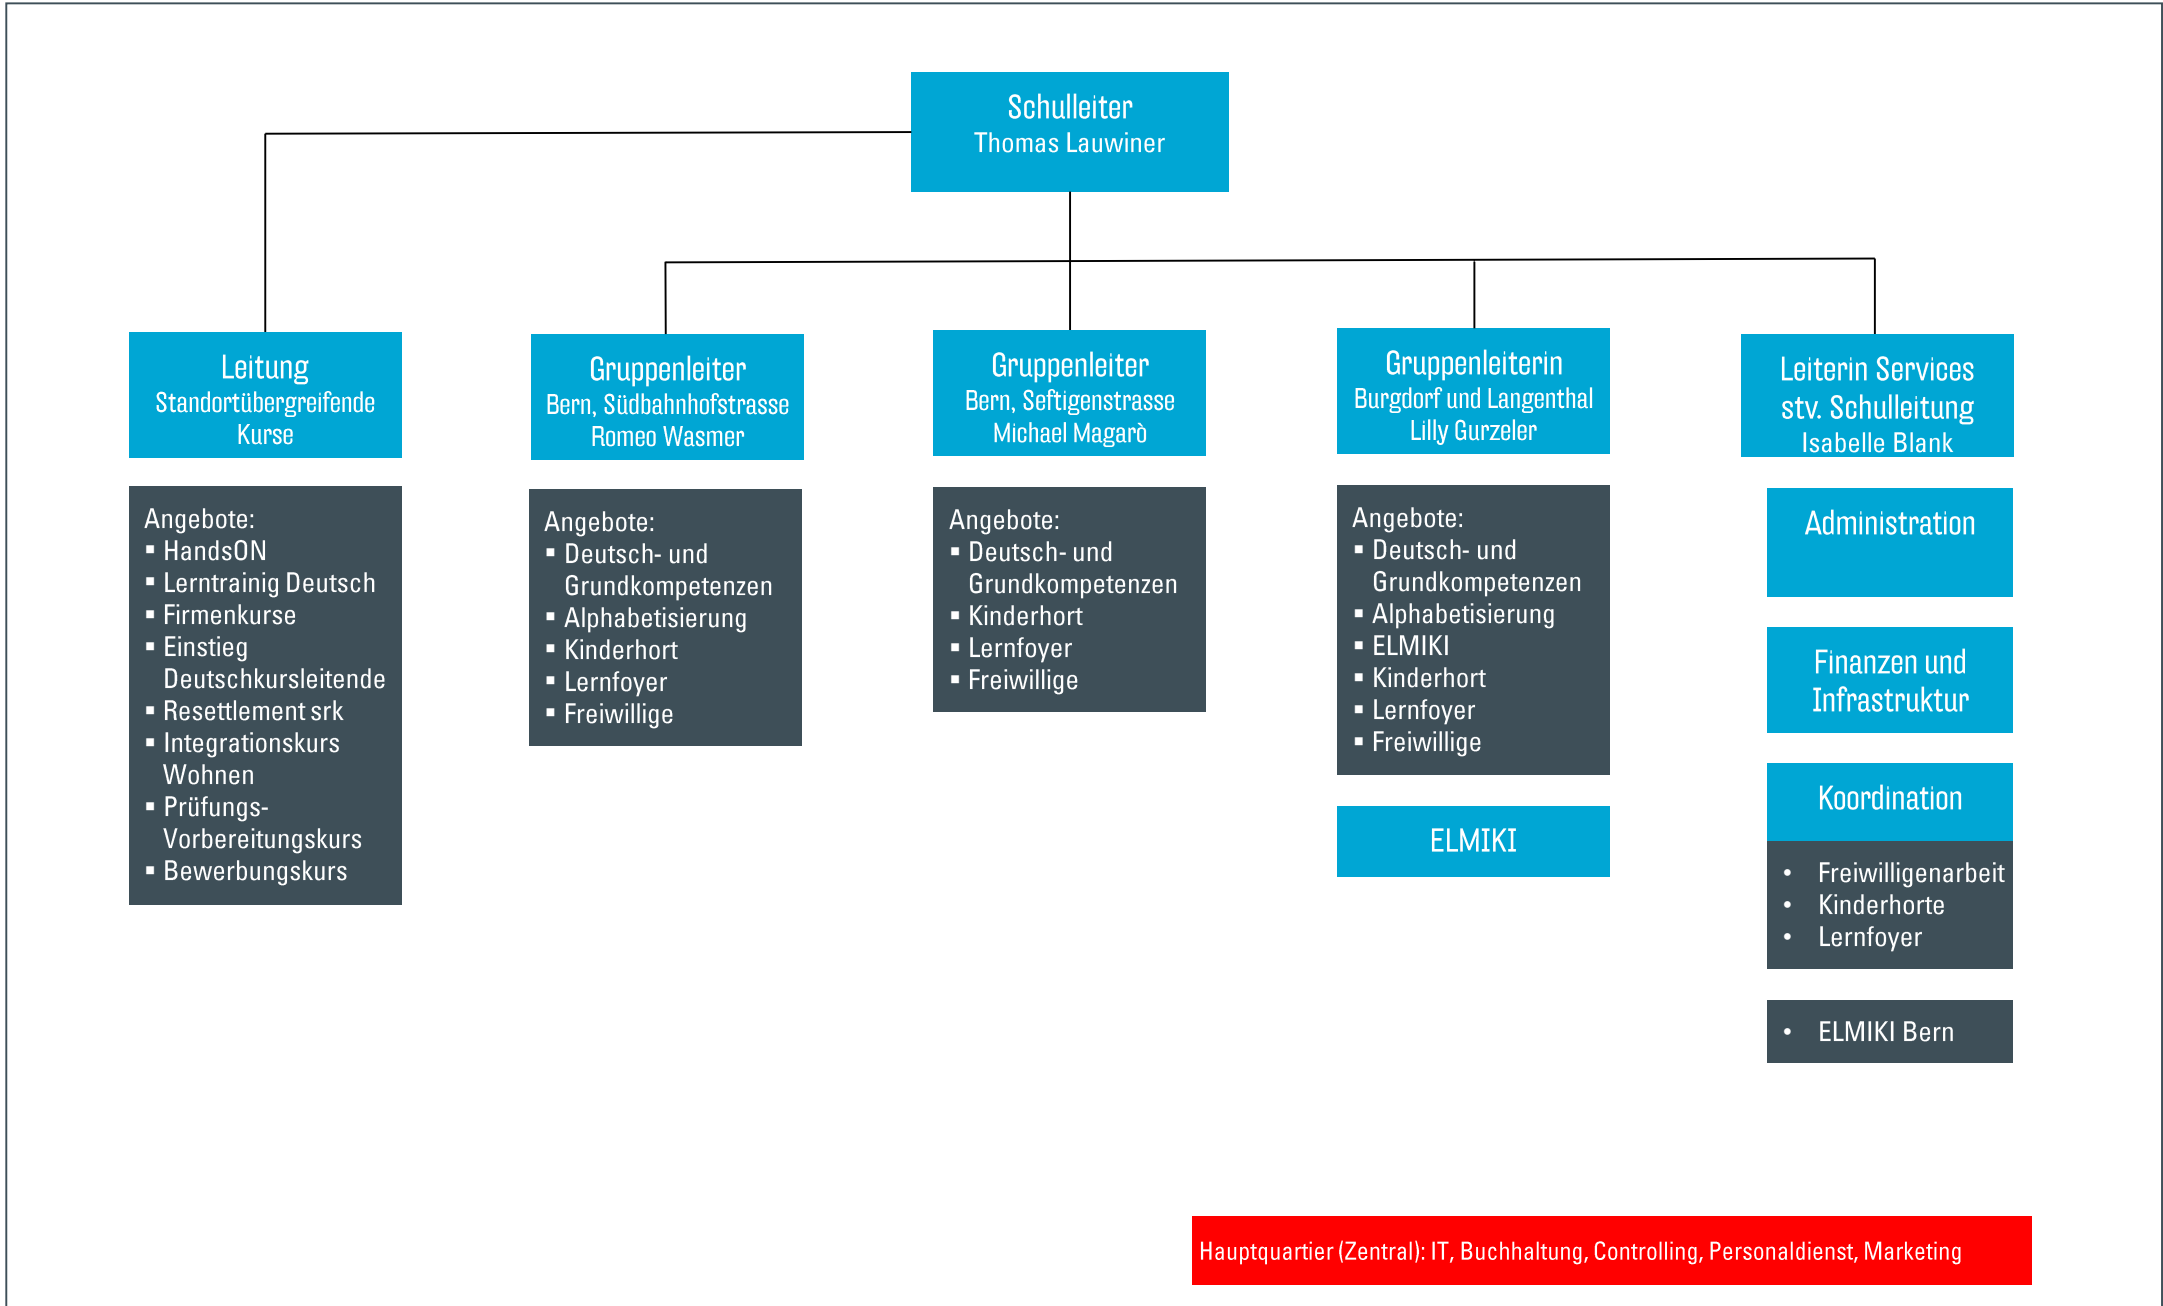 Schulleiter
Thomas Lauwiner
Leitung
Standortübergreifende
Kurse
Angebote:
▪ HandsON
▪ Lerntrainig Deutsch
▪ Firmenkurse
▪ Einstieg
Deutschkursleitende
▪ Resettlement srk
▪ Integrationskurs
Wohnen
▪ Prüfungs-
Vorbereitungskurs
▪ Bewerbungskurs
Gruppenleiter
Bern, Südbahnhofstrasse
Romeo Wasmer
Angebote:
▪ Deutsch- und
Grundkompetenzen
▪ Alphabetisierung
▪ Kinderhort
▪ Lernfoyer
▪ Freiwillige
Gruppenleiter
Bern, Seftigenstrasse
Michael Magarò
Angebote:
▪ Deutsch- und
Grundkompetenzen
▪ Kinderhort
▪ Lernfoyer
▪ Freiwillige
Gruppenleiterin
Burgdorf und Langenthal
Lilly Gurzeler
Angebote:
▪ Deutsch- und
Grundkompetenzen
▪ Alphabetisierung
▪ ELMIKI
▪ Kinderhort
▪ Lernfoyer
▪ Freiwillige
ELMIKI
Leiterin Services
stv. Schulleitung
Isabelle Blank
Administration
Finanzen und
Infrastruktur
Koordination
• Freiwilligenarbeit
• Kinderhorte
• Lernfoyer
• ELMIKI Bern
Hauptquartier (Zentral): IT, Buchhaltung, Controlling, Personaldienst, Marketing